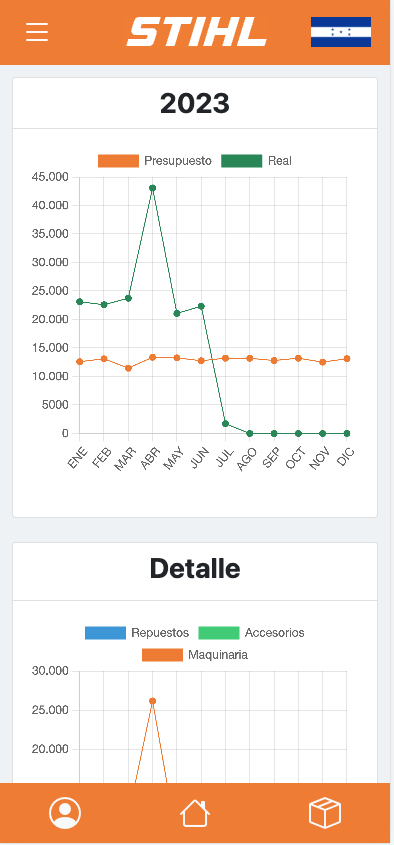 STIHL
2023
Presupuesto Real
45.000
40.000
35.000
30.000
25.000
20.000
15.000
10.000
5000
0
ENE FEB MAR ABR MAY JUN JUL AGO SEP OCT NOV DIC
Detalle
Repuestos Accesorios
Maquinaria
30.000
25.000
20.000